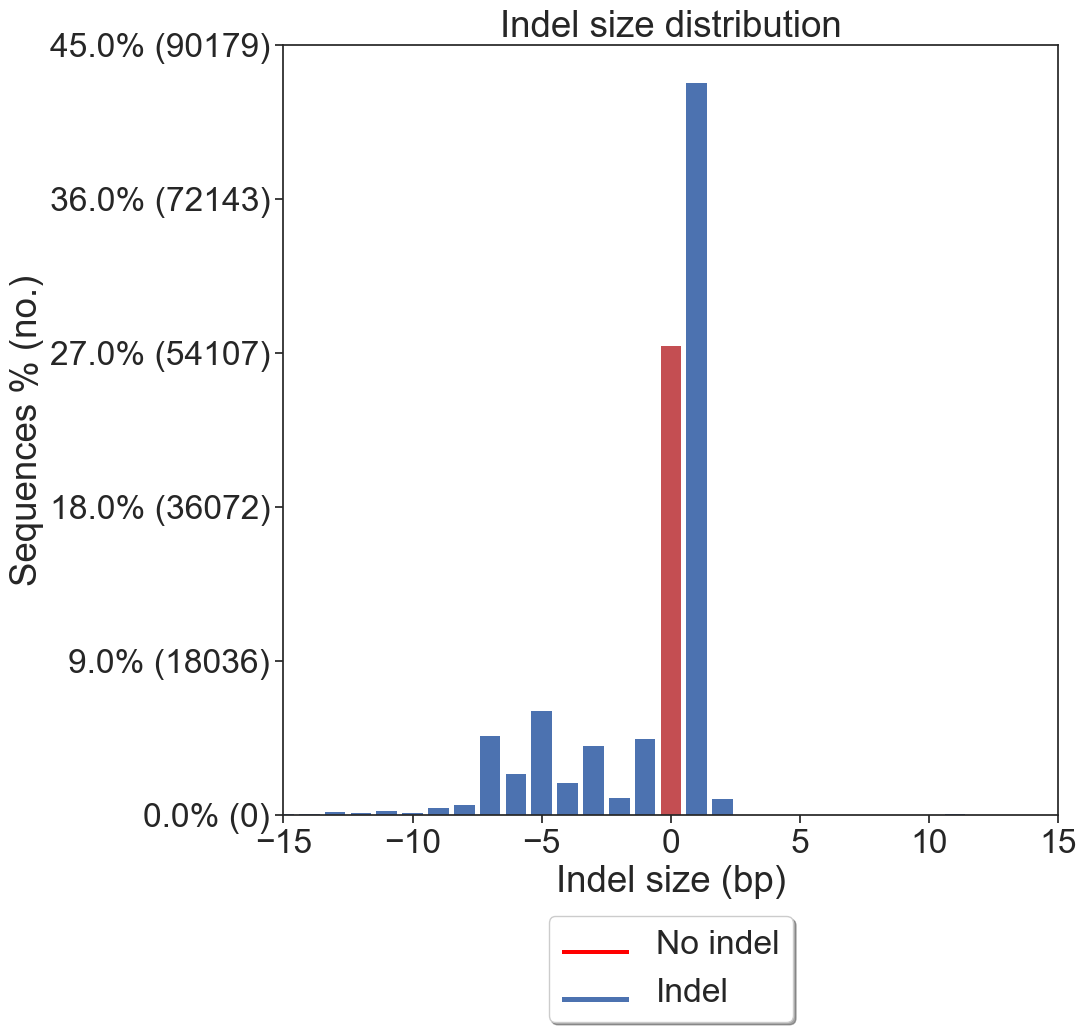 Indel size distribution
45.0% (90179)
36.0% (72143)
27.0% (54107)
18.0% (36072)
9.0% (18036)
0.0% (0)
Sequences % (no.)
−15 −10 −5 0 5 10 15
Indel size (bp)
No indel
Indel